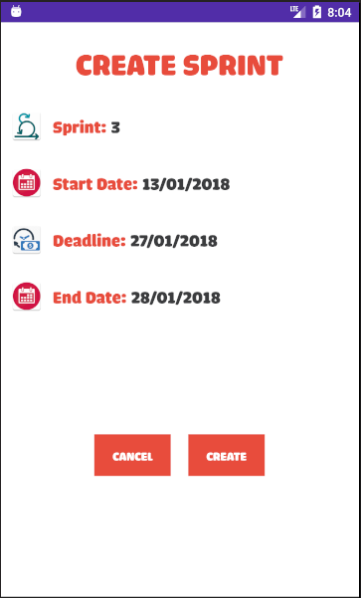 LTE 8:04
CREATE SPRINT
Sprint: 3
Start Date: 13/01/2018
Deadline: 27/01/2018
End Date: 28/01/2018
CANCEL CREATE